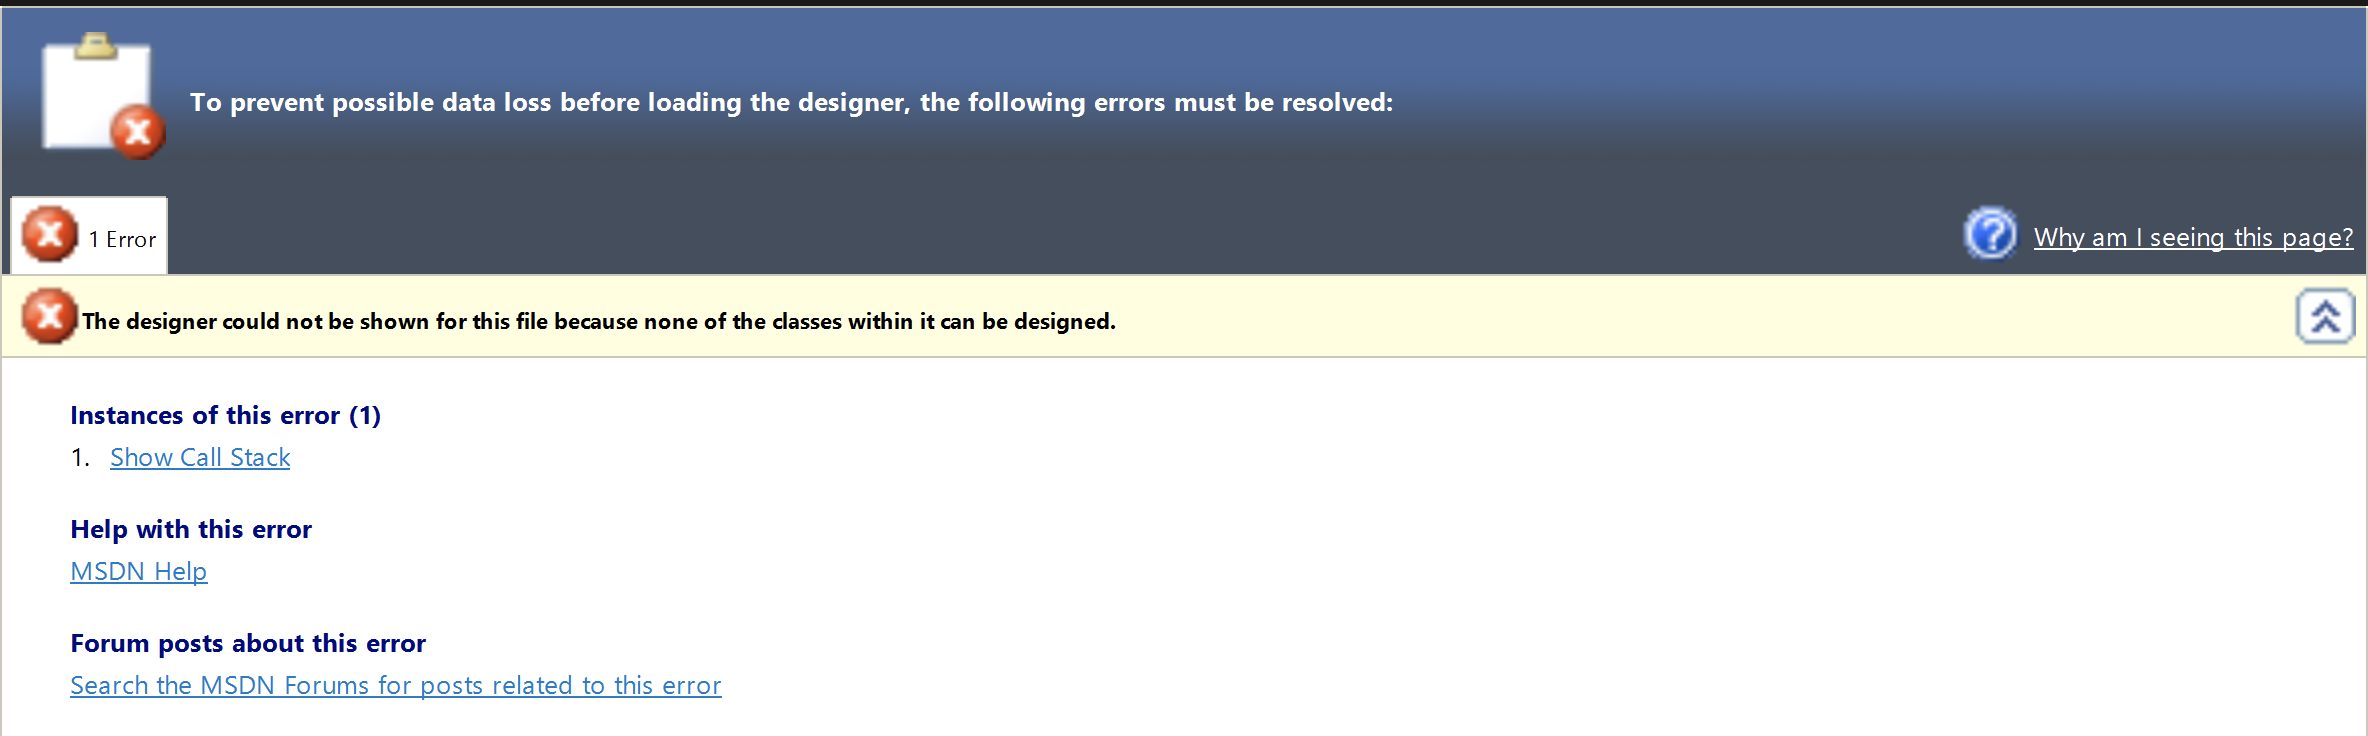 To prevent possible data loss before loading the designer, the following errors must be resolved:
1 Error
Why am I seeing this page?
The designer could not be shown for this file because none of the classes within it can be designed.
Instances of this error (1)
1. Show Call Stack
Help with this error
MSDN Help
Forum posts about this error
Search the MSDN Forums for posts related to this error